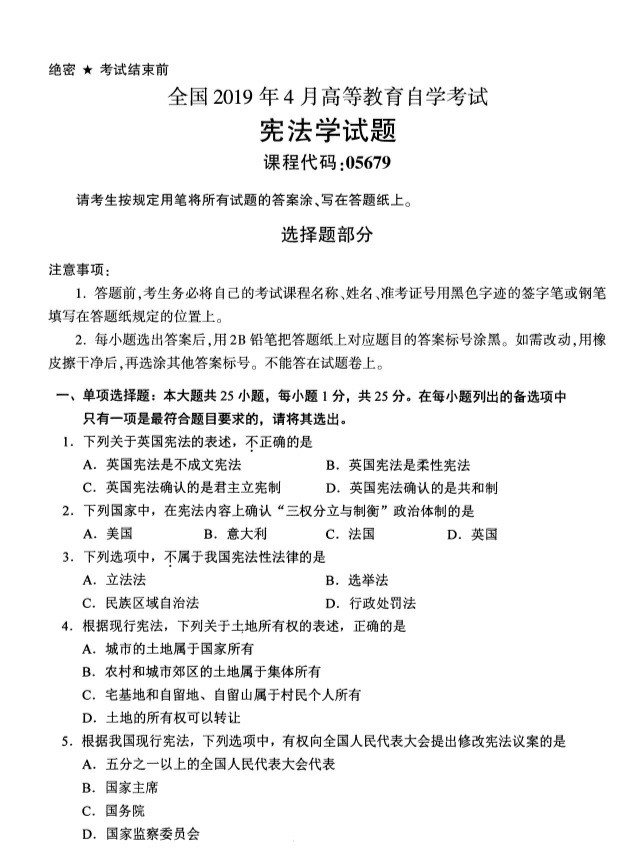 绝密 ★ 考试结束前
全国 2019 年 4 月高等教育自学考试
宪法学试题
课程代码:05679
请考生按规定用笔将所有试题的答案涂、写在答题纸上。
选择题部分
注意事项:
1. 答题前,考生务必将自己的考试课程名称、姓名、准考证号用黑色字迹的签字笔或钢笔
填写在答题纸规定的位置上。
2. 每小题选出答案后,用 2B 铅笔把答题纸上对应题目的答案标号涂黑。如需改动,用橡
皮擦干净后,再选涂其他答案标号。不能答在试题卷上。
一、单项选择题：本大题共 25 小题，每小题 1 分，共 25 分。在每小题列出的备选项中
只有一项是最符合题目要求的，请将其选出。
1．下列关于英国宪法的表述，不正确的是
A．英国宪法是不成文宪法 B．英国宪法是柔性宪法
C．英国宪法确认的是君主立宪制 D．英国宪法确认的是共和制
2．下列国家中，在宪法内容上确认“三权分立与制衡”政治体制的是
A．美国 B．意大利 C．法国 D．英国
3．下列选项中，不属于我国宪法性法律的是
A．立法法 B．选举法
C．民族区域自治法 D．行政处罚法
4．根据现行宪法，下列关于土地所有权的表述，正确的是
A．城市的土地属于国家所有
B．农村和城市郊区的土地属于集体所有
C．宅基地和自留地、自留山属于村民个人所有
D．土地的所有权可以转让
5．根据我国现行宪法，下列选项中，有权向全国人民代表大会提出修改宪法议案的是
A．五分之一以上的全国人民代表大会代表
B．国家主席
C．国务院
D．国家监察委员会